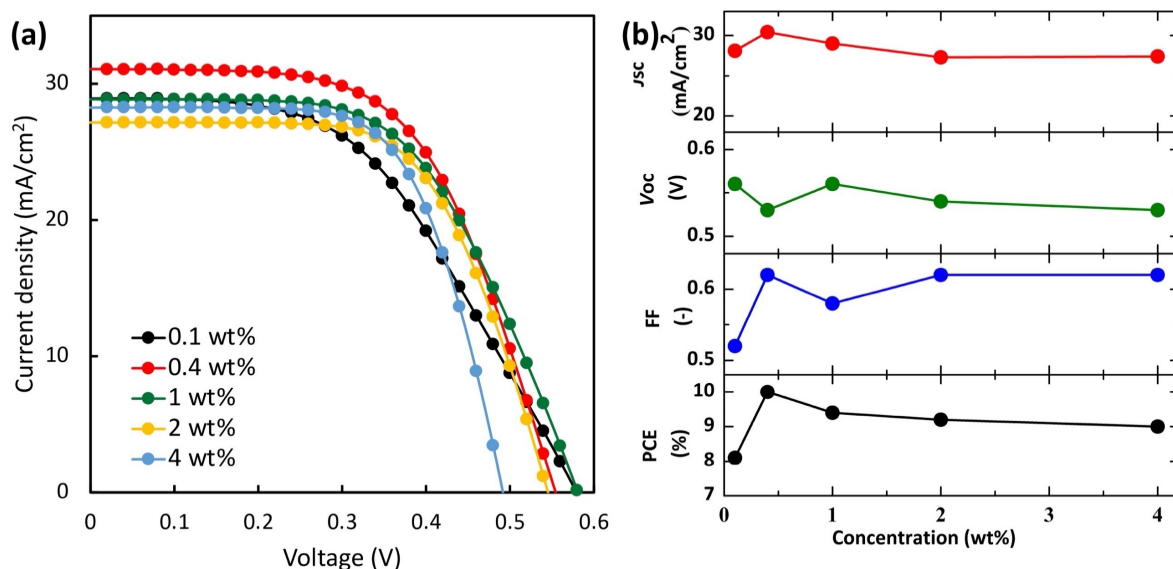 (a)
Current density (mA/cm²)
30
20
10
0
0.1 wt%
0.4 wt%
1 wt%
2 wt%
4 wt%
0 0.1 0.2 0.3 0.4 0.5 0.6
Voltage (V)
(b)
JSC
(mA/cm²)
30
20
Voc
(V)
0.6
0.5
FF
(-)
0.6
0.5
PCE
(%)
10
9
8
7
0 1 2 3 4
Concentration (wt%)